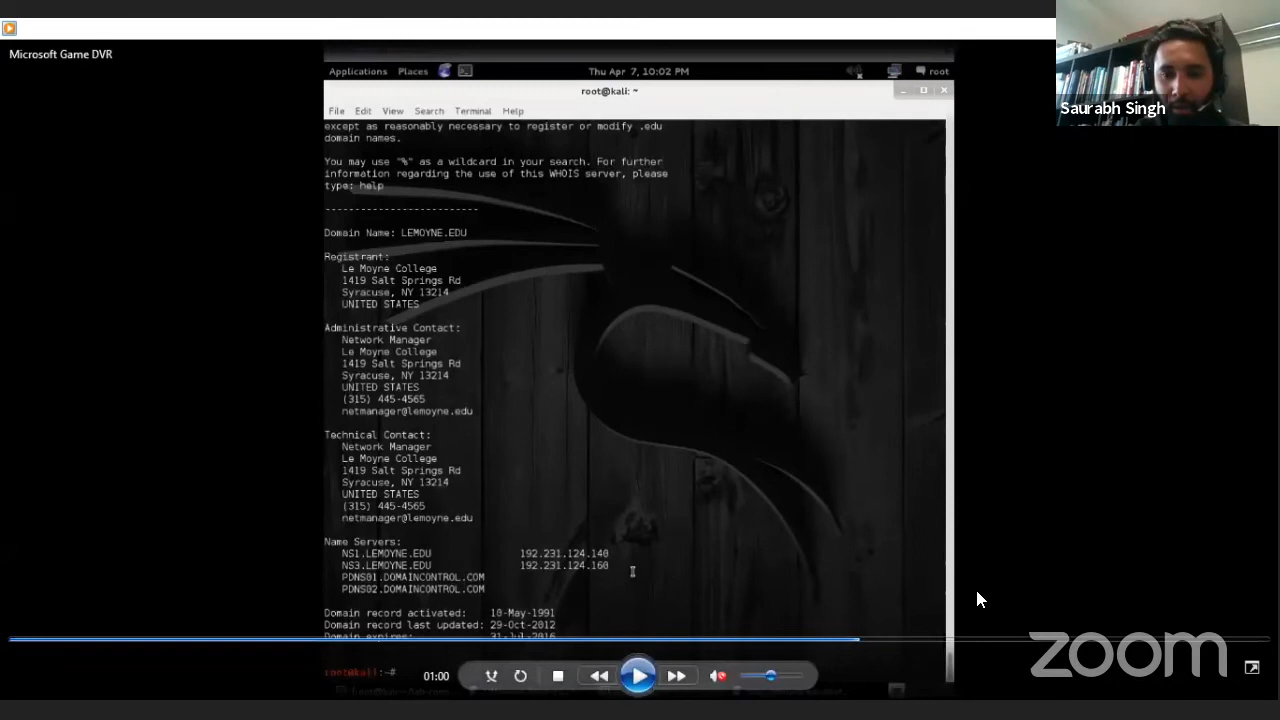 Microsoft Game DVR
Saurabh Singh
Applications Places Thu Apr 7, 10:02 PM root
root@kali: ~
File Edit View Search Terminal Help
except as reasonably necessary to register or modify .edu
domain names.
You may use "%" as a wildcard in your search. For further
information regarding the use of this WHOIS server, please
type: help
--------------------------
Domain Name: LEMOYNE.EDU
Registrant:
Le Moyne College
1419 Salt Springs Rd
Syracuse, NY 13214
UNITED STATES
Administrative Contact:
Network Manager
Le Moyne College
1419 Salt Springs Rd
Syracuse, NY 13214
UNITED STATES
(315) 445-4565
netmanager@lemoyne.edu
Technical Contact:
Network Manager
Le Moyne College
1419 Salt Springs Rd
Syracuse, NY 13214
UNITED STATES
(315) 445-4565
netmanager@lemoyne.edu
Name Servers:
NS1.LEMOYNE.EDU 192.231.124.140
NS3.LEMOYNE.EDU 192.231.124.160
PDNS01.DOMAINCONTROL.COM
PDNS02.DOMAINCONTROL.COM
Domain record activated: 10-May-1991
Domain record last updated: 29-Oct-2012
Domain expires: 31-Jul-2016
root@kali:~#
01:00
zoom